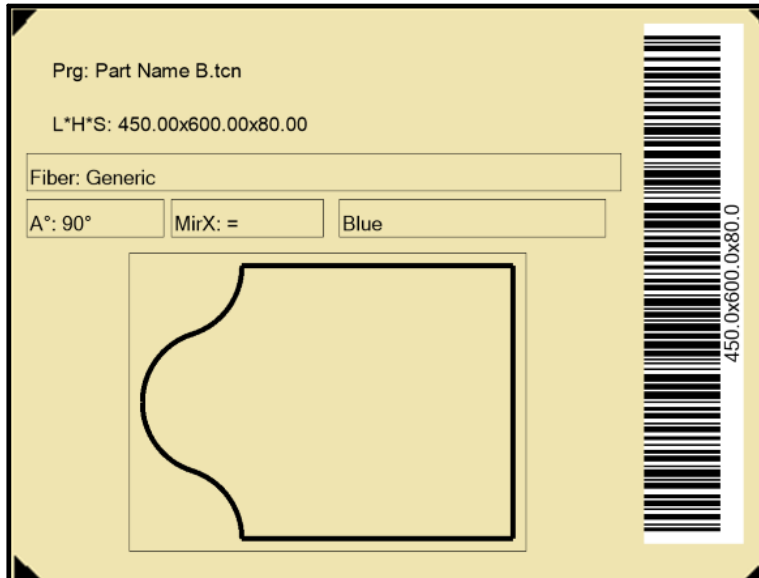 Prg: Part Name B.tcn
L*H*S: 450.00x600.00x80.00
Fiber: Generic
A°: 90°
MirX: =
Blue
450.0x600.0x80.0